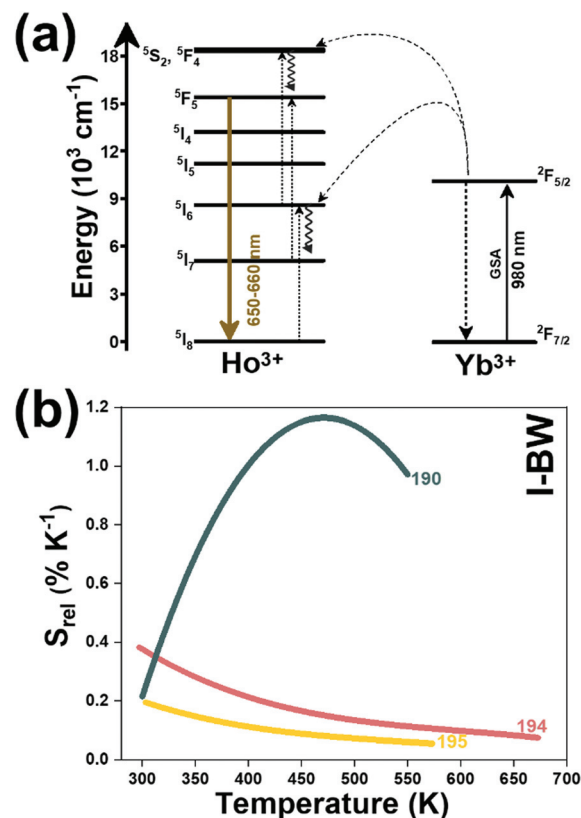 (a)
Energy (10³ cm⁻¹)
18
15
12
9
6
3
0
⁵S₂, ⁵F₄
⁵F₅
⁵I₄
⁵I₅
⁵I₆
⁵I₇
⁵I₈
650-660 nm
Ho³⁺
²F₅/₂
GSA
980 nm
²F₇/₂
Yb³⁺
(b)
I-BW
S_rel (% K⁻¹)
1.2
1.0
0.8
0.6
0.4
0.2
0.0
190
194
195
300 350 400 450 500 550 600 650 700
Temperature (K)